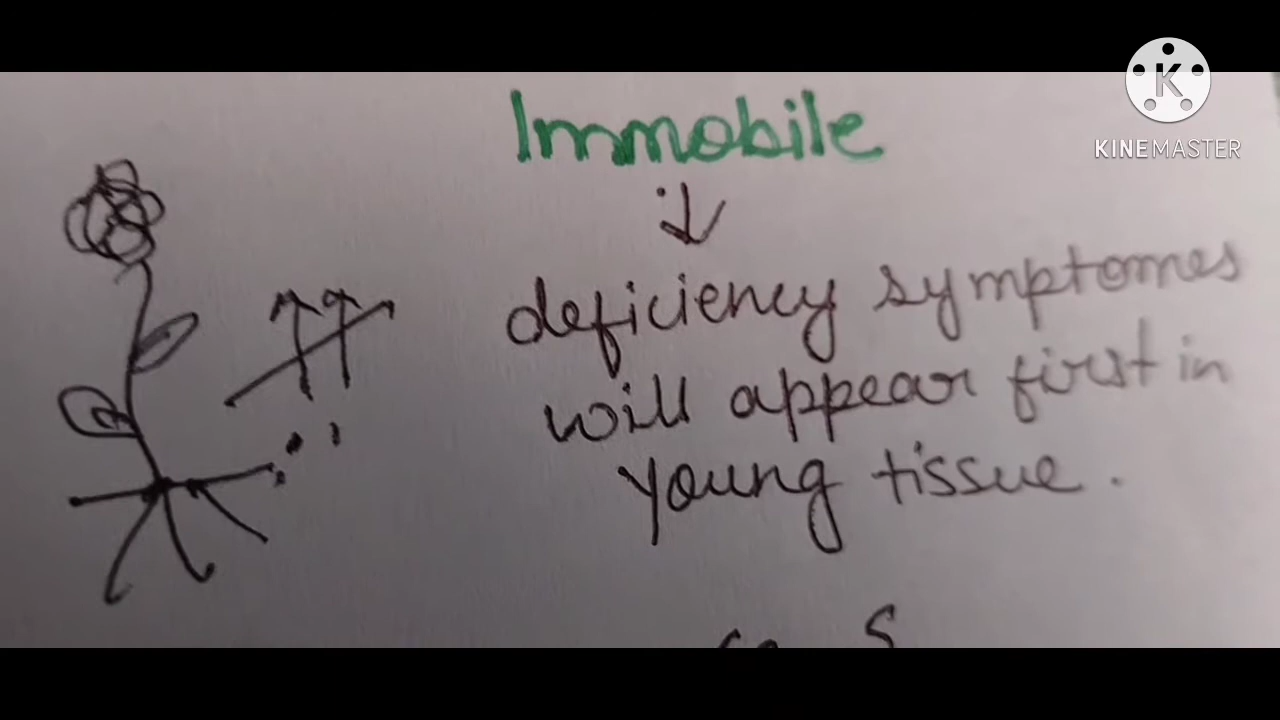 Immobile
deficiency symptomes
will appear first in
young tissue.
K
KINEMASTER